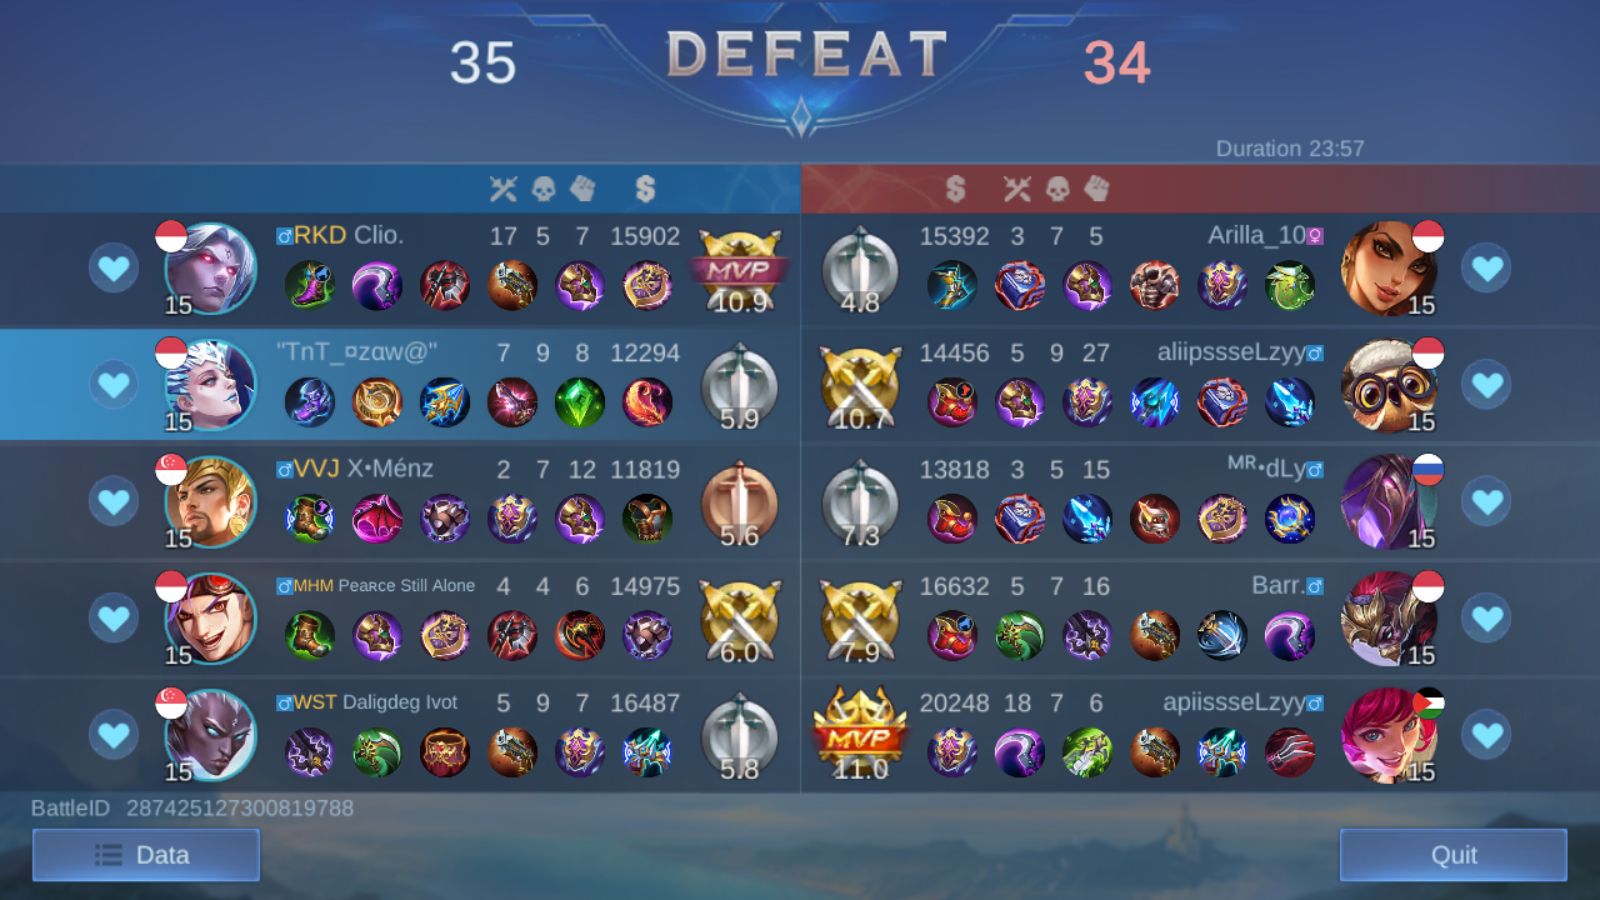 35 DEFEAT 34
Duration 23:57
RKD Clio. 17 5 7 15902
15 MVP 10.9
15392 3 7 5 Arilla_10
4.8 15
"TnT_¤zαw@" 7 9 8 12294
15 5.9
14456 5 9 27 aliipssseLzyy
10.7 15
VVJ X•Ménz 2 7 12 11819
15 5.6
13818 3 5 15 ᴹᴿ•dLy
7.3 15
MHM Peaʀce Still Alone 4 4 6 14975
15 6.0
16632 5 7 16 Barr.
7.9 15
WST Daligdeg Ivot 5 9 7 16487
15 5.8
20248 18 7 6 apiissseLzyy
MVP 11.0 15
BattleID 287425127300819788
Data
Quit